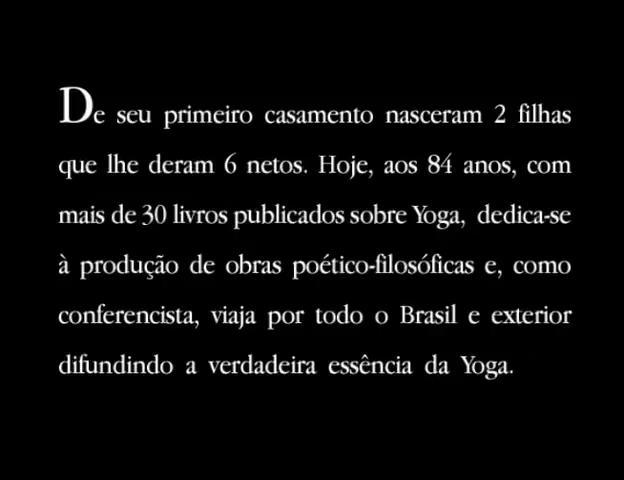 De seu primeiro casamento nasceram 2 filhas
que lhe deram 6 netos. Hoje, aos 84 anos, com
mais de 30 livros publicados sobre Yoga, dedica-se
à produção de obras poético-filosóficas e, como
conferencista, viaja por todo o Brasil e exterior
difundindo a verdadeira essência da Yoga.